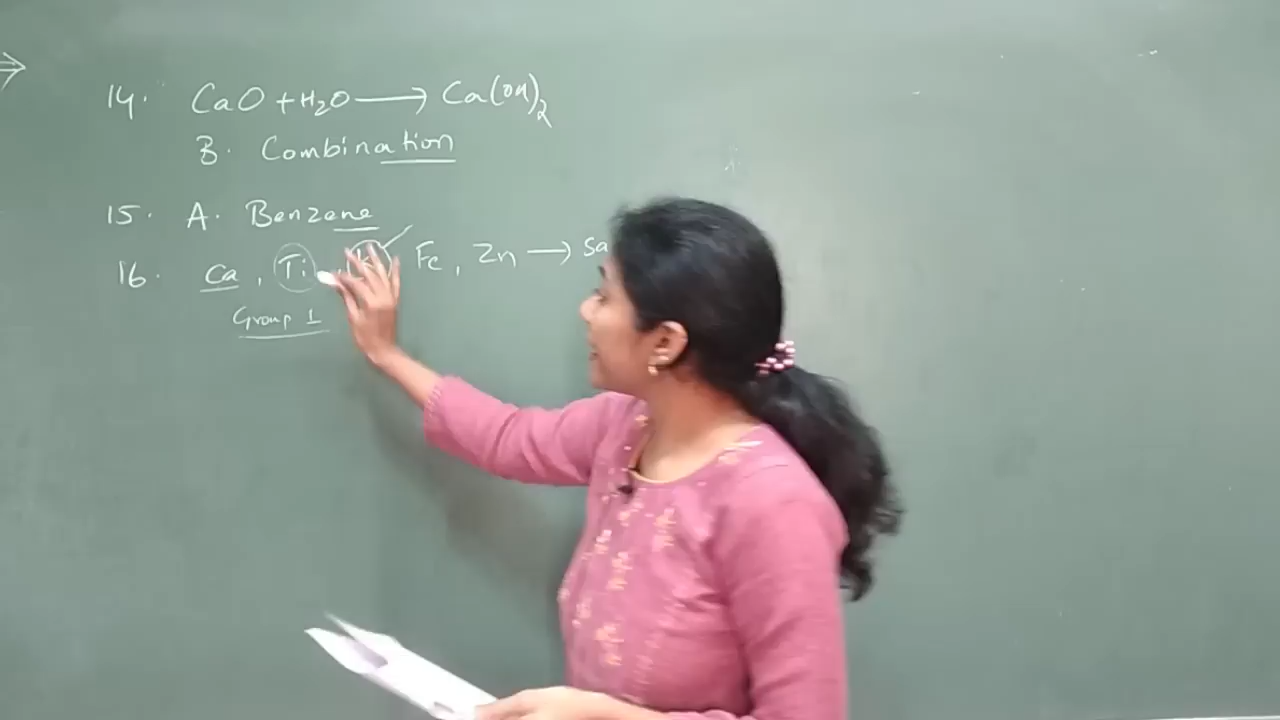 14. CaO + H₂O ⟶ Ca(OH)₂
B. Combination
15. A. Benzene
16. Ca, Ti, K Fe, Zn ⟶ Sa
Group 1